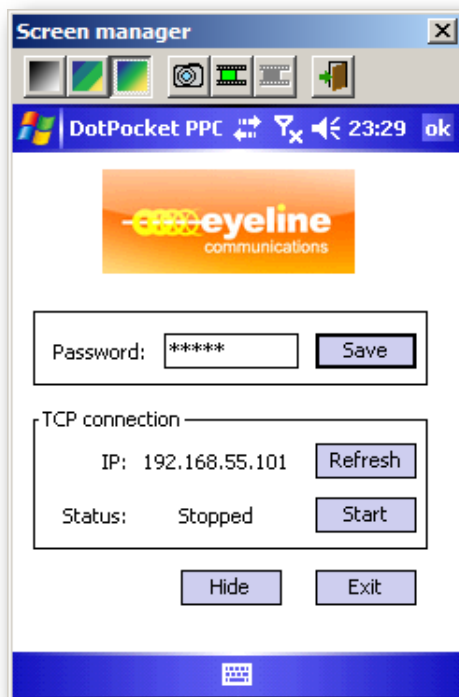 Screen manager
DotPocket PPC 23:29 ok
eyeline
communications
Password: ***** Save
TCP connection
IP: 192.168.55.101 Refresh
Status: Stopped Start
Hide Exit